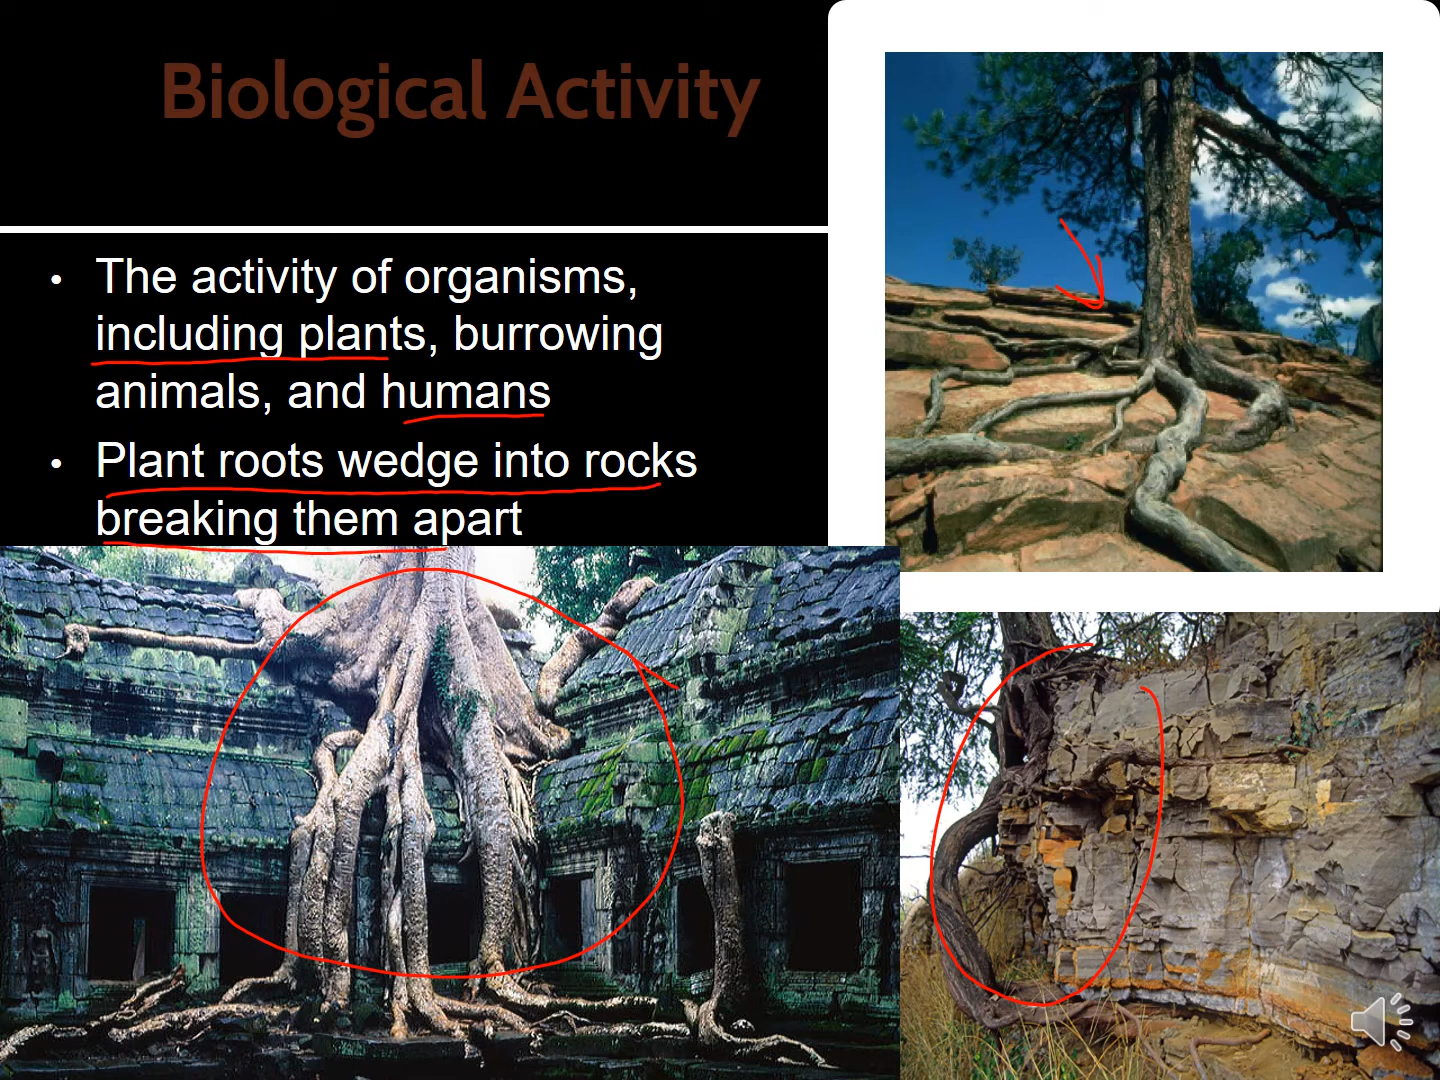 Biological Activity
• The activity of organisms,
including plants, burrowing
animals, and humans
• Plant roots wedge into rocks
breaking them apart